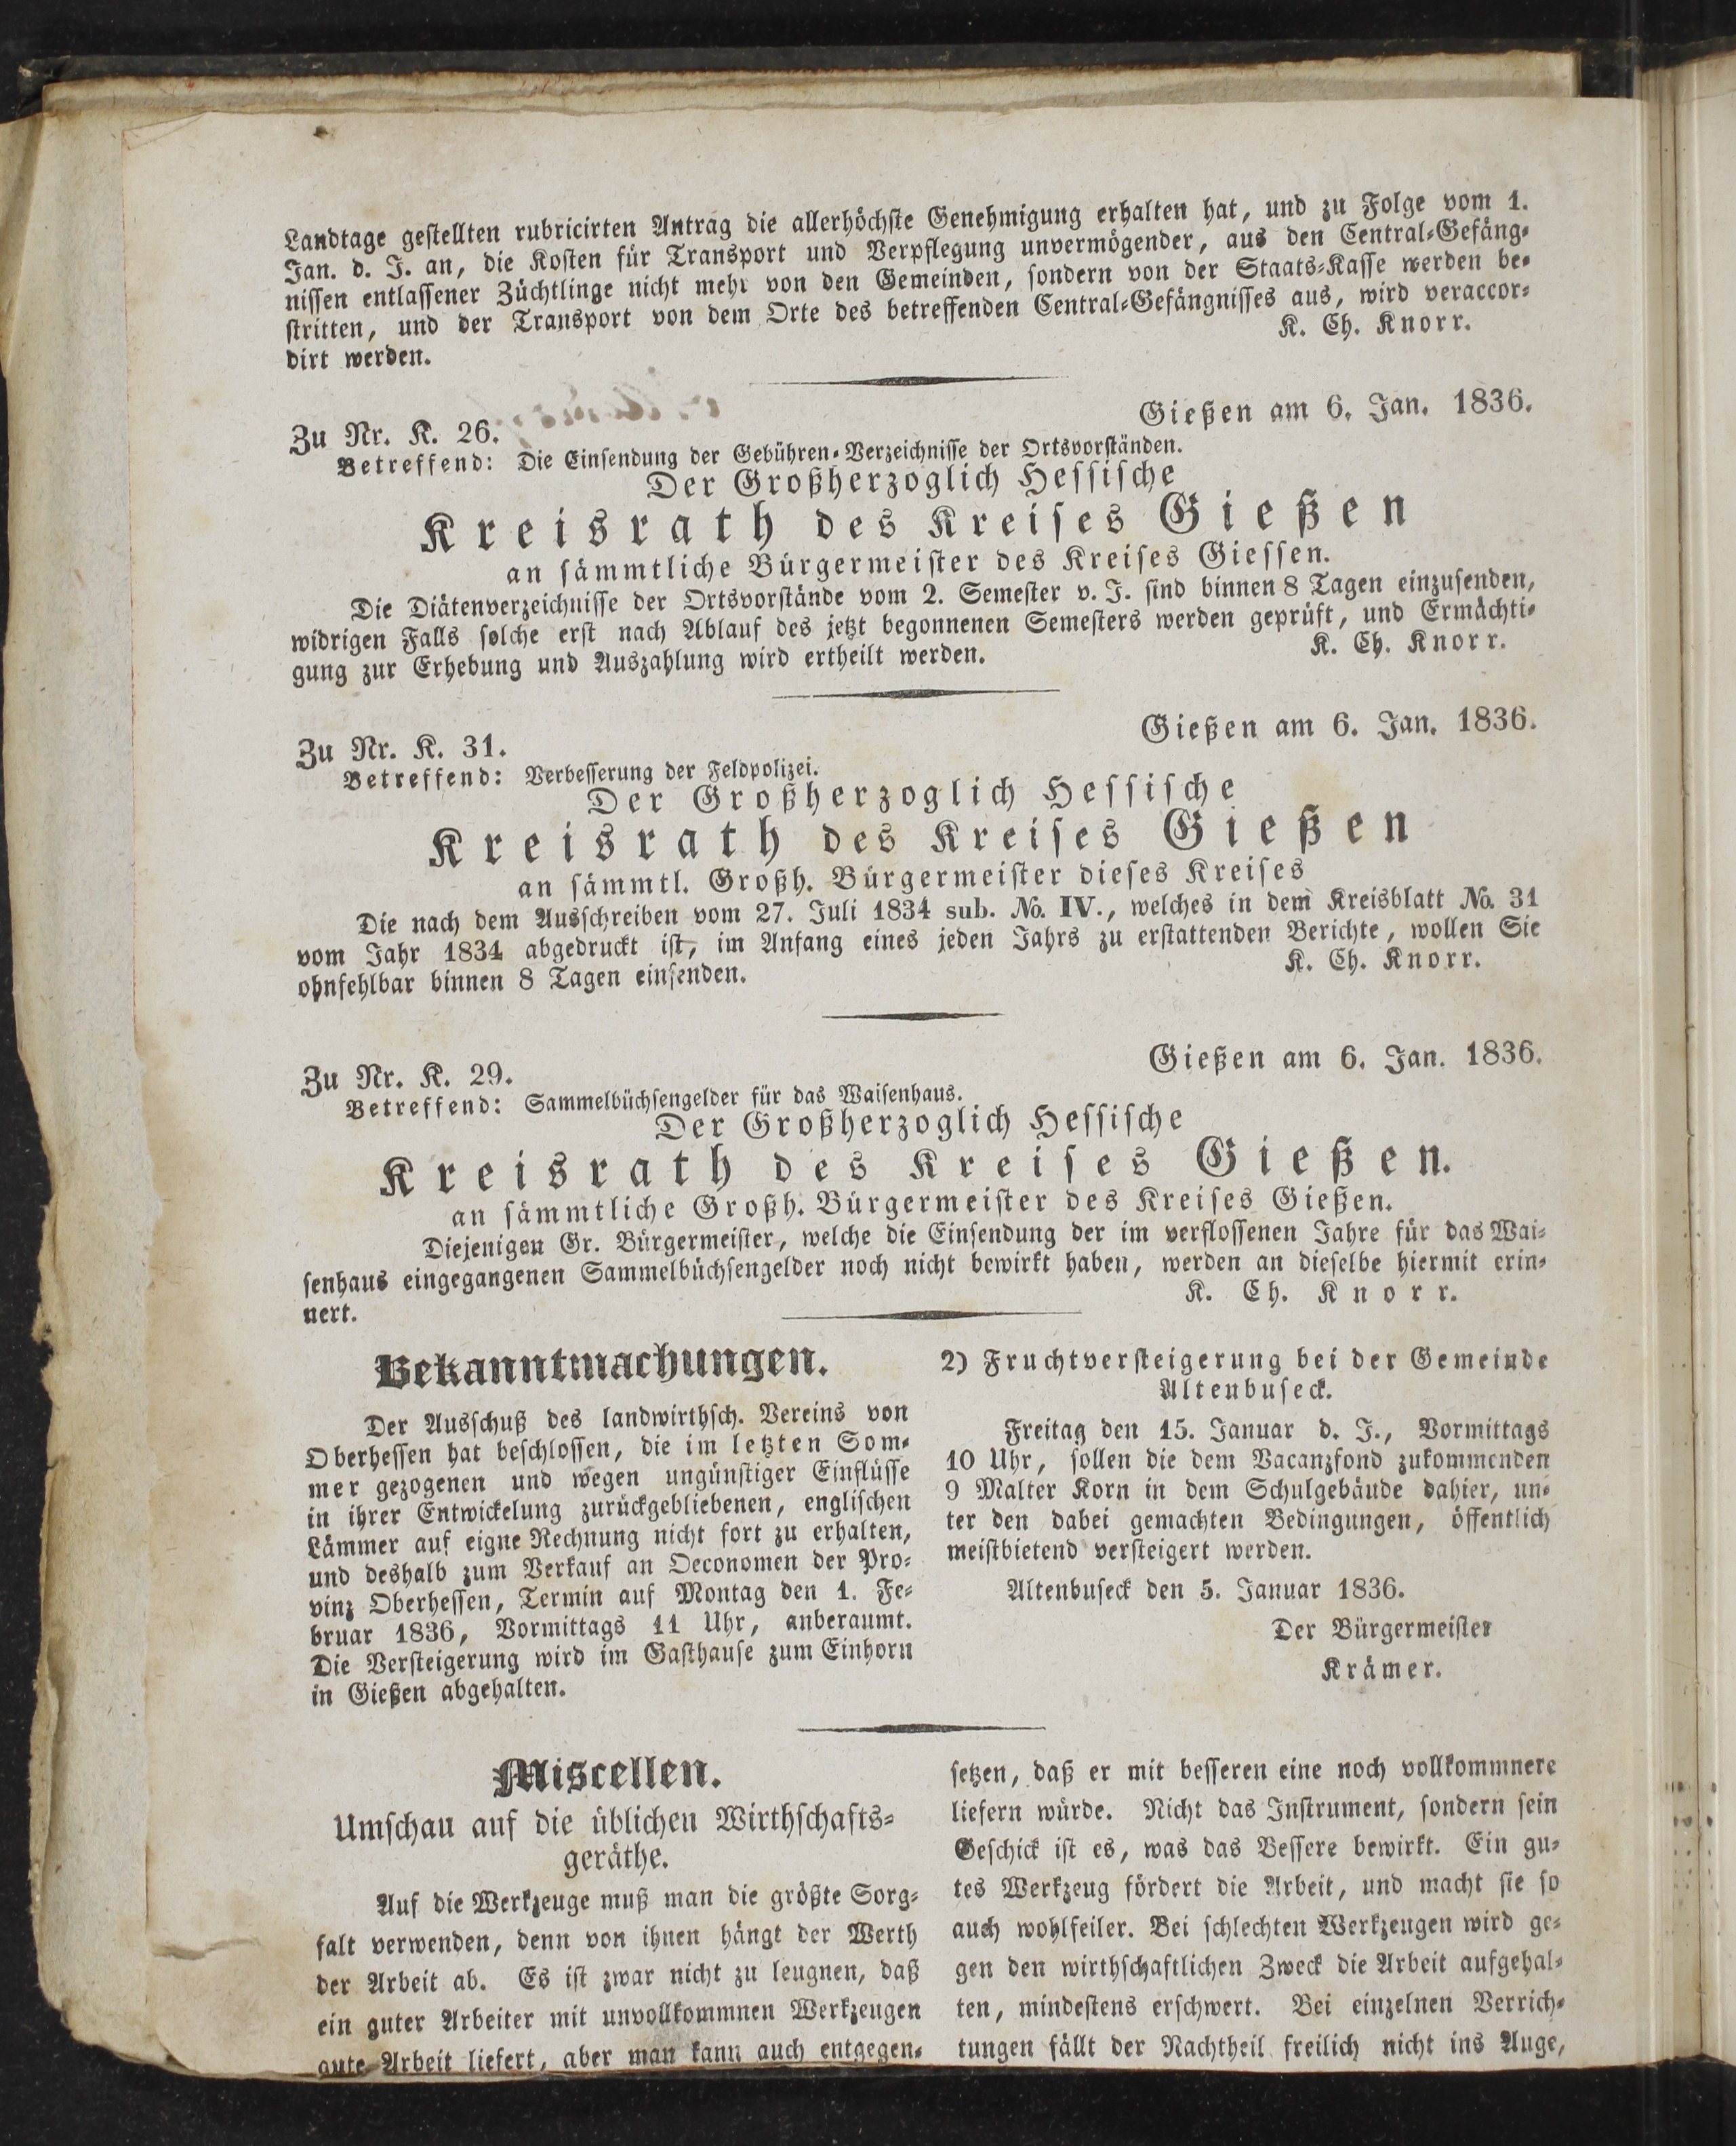 Landtage gestellten rubricirten Antrag die allerhöchste Genehmigung erhalten hat, und zu Folge vom 1.
Jan. d. J. an, die Kosten für Transport und Verpflegung unvermögender, aus den Central-Gefäng-
nissen entlassener Züchtlinge nicht mehr von den Gemeinden, sondern von der Staats-Kasse werden be-
stritten, und der Transport von dem Orte des betreffenden Central-Gefängnisses aus, wird veraccor-
dirt werden.
K. Ch. Knorr.
Zu Nr. K. 26.
Gießen am 6. Jan. 1836.
Betreffend: Die Einsendung der Gebühren-Verzeichnisse der Ortsvorständen.
Der Großherzoglich Hessische
Kreisrath des Kreises Gießen
an sämmtliche Bürgermeister des Kreises Giessen.
Die Diätenverzeichnisse der Ortsvorstände vom 2. Semester v. J. sind binnen 8 Tagen einzusenden,
widrigen Falls solche erst nach Ablauf des jetzt begonnenen Semesters werden geprüft, und Ermächti-
gung zur Erhebung und Auszahlung wird ertheilt werden.
K. Ch. Knorr.
Zu Nr. K. 31.
Gießen am 6. Jan. 1836.
Betreffend: Verbesserung der Feldpolizei.
Der Großherzoglich Hessische
Kreisrath des Kreises Gießen
an sämmtl. Großh. Bürgermeister dieses Kreises
Die nach dem Ausschreiben vom 27. Juli 1834 sub. No. IV., welches in dem Kreisblatt No. 31
vom Jahr 1834 abgedruckt ist, im Anfang eines jeden Jahrs zu erstattenden Berichte, wollen Sie
ohnfehlbar binnen 8 Tagen einsenden.
K. Ch. Knorr.
Zu Nr. K. 29.
Gießen am 6. Jan. 1836.
Betreffend: Sammelbüchsengelder für das Waisenhaus.
Der Großherzoglich Hessische
Kreisrath des Kreises Gießen.
an sämmtliche Großh. Bürgermeister des Kreises Gießen.
Diejenigen Gr. Bürgermeister, welche die Einsendung der im verflossenen Jahre für das Wai-
senhaus eingegangenen Sammelbüchsengelder noch nicht bewirkt haben, werden an dieselbe hiermit erin-
nert.
K. Ch. Knorr.
Bekanntmachungen.
Der Ausschuß des landwirthsch. Vereins von
Oberhessen hat beschlossen, die im letzten Som-
mer gezogenen und wegen ungünstiger Einflüsse
in ihrer Entwickelung zurückgebliebenen, englischen
Lämmer auf eigne Rechnung nicht fort zu erhalten,
und deshalb zum Verkauf an Oeconomen der Pro-
vinz Oberhessen, Termin auf Montag den 1. Fe-
bruar 1836, Vormittags 11 Uhr, anberaumt.
Die Versteigerung wird im Gasthause zum Einhorn
in Gießen abgehalten.
2) Fruchtversteigerung bei der Gemeinde
Altenbuseck.
Freitag den 15. Januar d. J., Vormittags
10 Uhr, sollen die dem Vacanzfond zukommenden
9 Malter Korn in dem Schulgebäude dahier, un-
ter den dabei gemachten Bedingungen, öffentlich
meistbietend versteigert werden.
Altenbuseck den 5. Januar 1836.
Der Bürgermeister
Krämer.
Miscellen.
Umschau auf die üblichen Wirthschafts-
geräthe.
Auf die Werkzeuge muß man die größte Sorg-
falt verwenden, denn von ihnen hängt der Werth
der Arbeit ab. Es ist zwar nicht zu leugnen, daß
ein guter Arbeiter mit unvollkommnen Werkzeugen
gute Arbeit liefert, aber man kann auch entgegen-
setzen, daß er mit besseren eine noch vollkommnere
liefern würde. Nicht das Instrument, sondern sein
Geschick ist es, was das Bessere bewirkt. Ein gu-
tes Werkzeug fördert die Arbeit, und macht sie so
auch wohlfeiler. Bei schlechten Werkzeugen wird ge-
gen den wirthschaftlichen Zweck die Arbeit aufgehal-
ten, mindestens erschwert. Bei einzelnen Verrich-
tungen fällt der Nachtheil freilich nicht ins Auge,